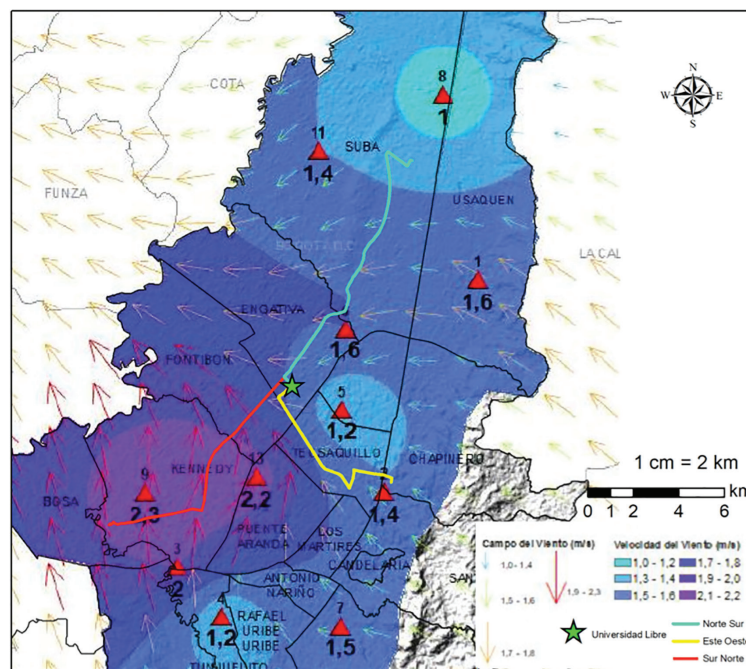 COTA
N
W E
S
8
1
11
SUBA
1,4
FUNZA
USAQUEN
LA CAL
1
1,6
ENGATIVA
1,6
FONTIBON
5
1,2
TEUSAQUILLO
CHAPINERO
1 cm = 2 km
KENNEDY
13
9
2,2
2,3
BOSA
1,4
0 1 2 4 6
PUENTE
ARANDA
LOS
MARTIRES
CANDELARIA
3
2
ANTONIO
NARIÑO
SAN
4
RAFAEL
URIBE
URIBE
1,2
7
1,5
TUNJUELITO
Campo del Viento (m/s)
1,0 - 1,4
1,5 - 1,6
1,7 - 1,8
1,9 - 2,3
Velocidad del Viento (m/s)
1,0 - 1,2
1,3 - 1,4
1,5 - 1,6
1,7 - 1,8
1,9 - 2,0
2,1 - 2,2
Universidad Libre
Norte Sur
Este Oeste
Sur Norte